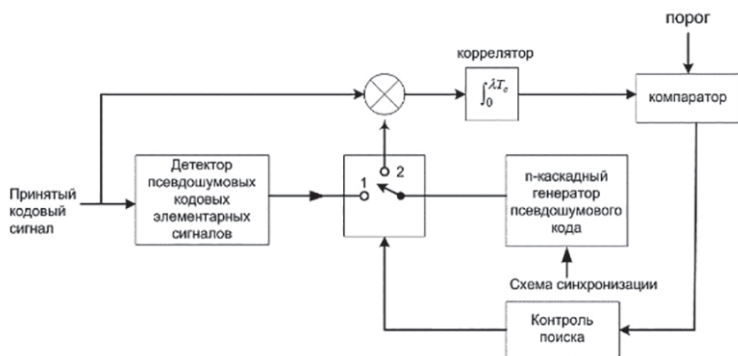 порог
коррелятор
∫₀^λTc
компаратор
Детектор
псевдошумовых
кодовых
элементарных
сигналов
1
2
n-каскадный
генератор
псевдошумового
кода
Принятый
кодовый
сигнал
Схема синхронизации
Контроль
поиска